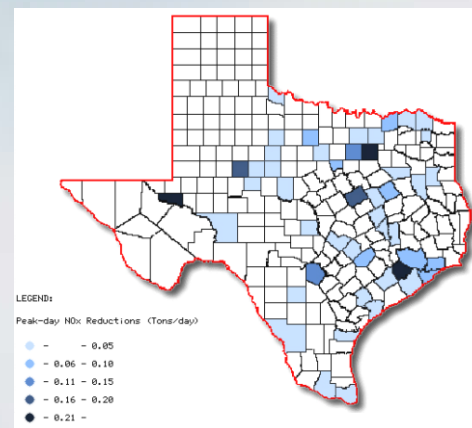 LEGEND:
Peak-day NOx Reductions (Tons/day)
- - 0.05
- 0.06 - 0.10
- 0.11 - 0.15
- 0.16 - 0.20
- 0.21 -